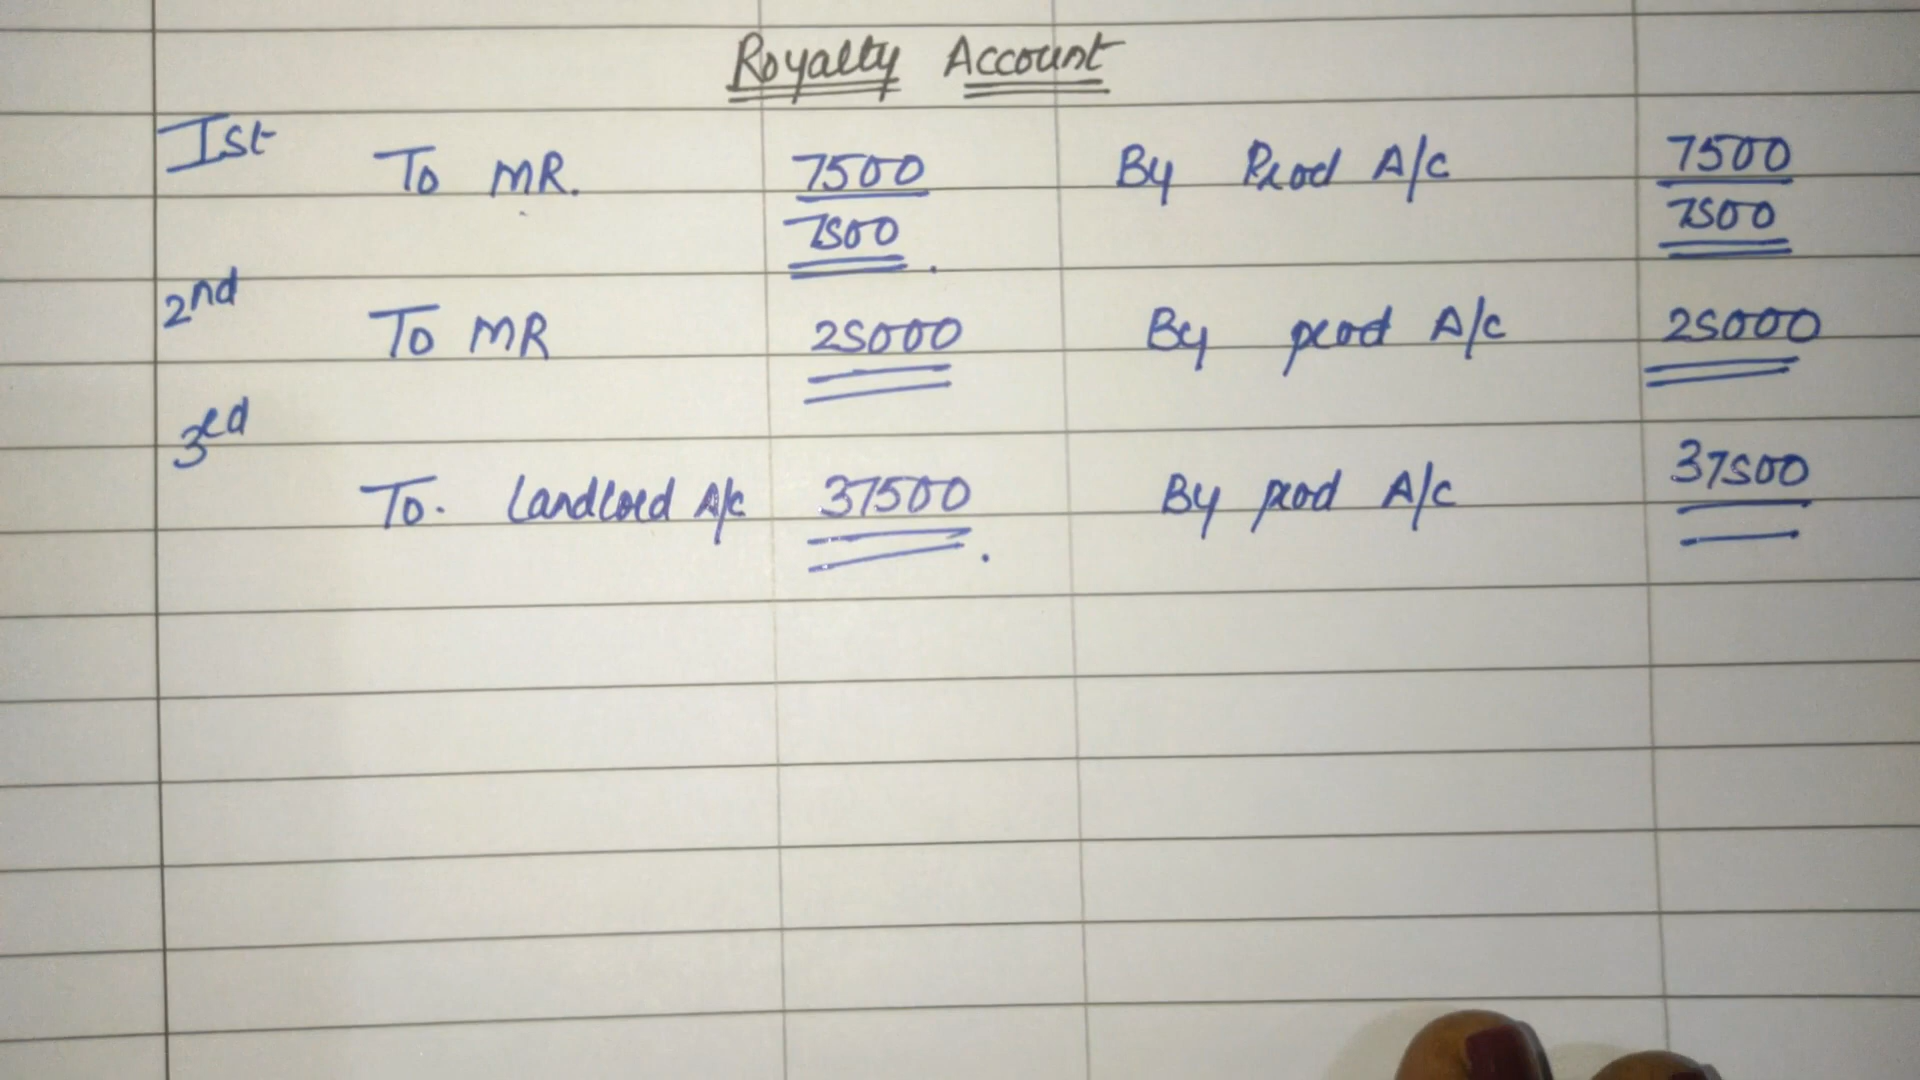 Royalty Account
Ist To MR. 7500 By Prod A/c 7500
7500 7500
2nd To MR 25000 By prod A/c 25000
3rd To. Landlord A/c 37500 By prod A/c 37500